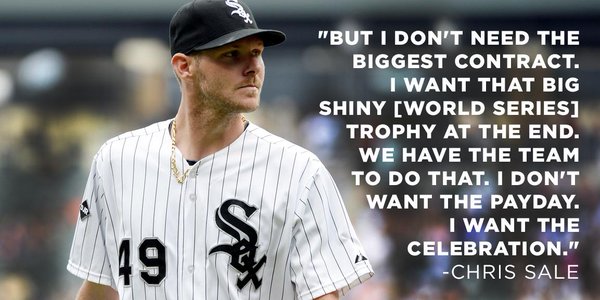 Sox
"BUT I DON'T NEED THE
BIGGEST CONTRACT.
I WANT THAT BIG
SHINY [WORLD SERIES]
TROPHY AT THE END.
WE HAVE THE TEAM
TO DO THAT. I DON'T
WANT THE PAYDAY.
I WANT THE
CELEBRATION."
-CHRIS SALE
Sox
49